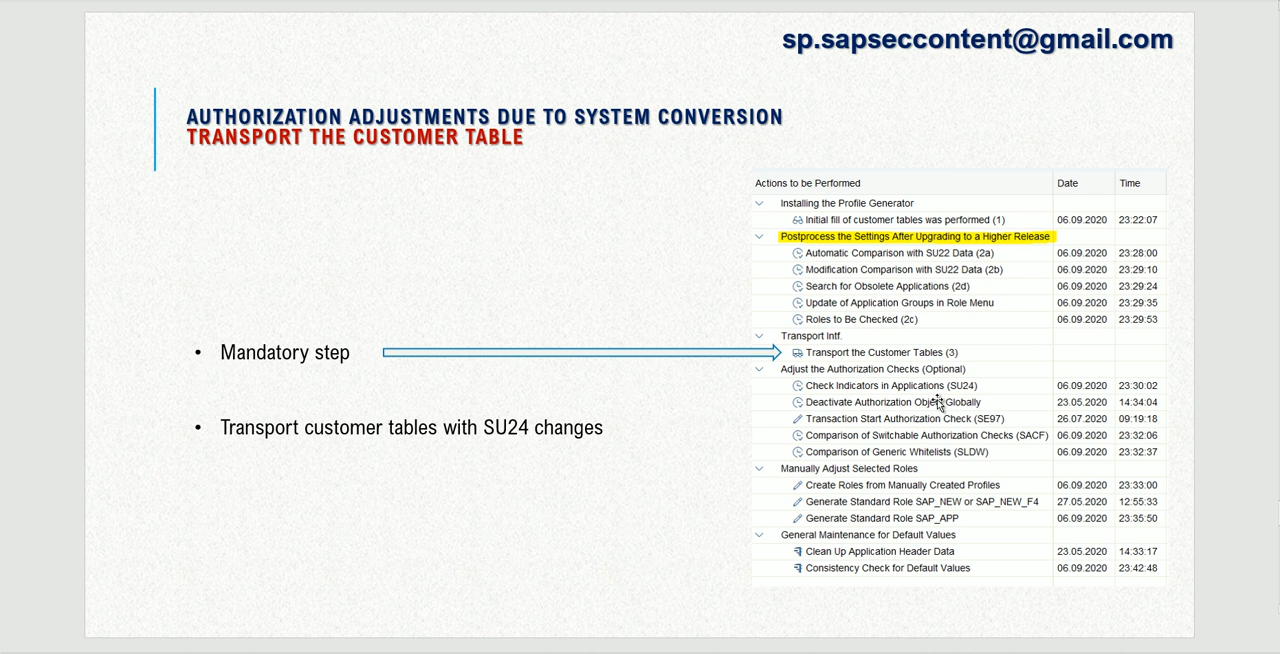 sp.sapseccontent@gmail.com
AUTHORIZATION ADJUSTMENTS DUE TO SYSTEM CONVERSION
TRANSPORT THE CUSTOMER TABLE
• Mandatory step
• Transport customer tables with SU24 changes
Actions to be Performed Date Time
Installing the Profile Generator
Initial fill of customer tables was performed (1) 06.09.2020 23:22:07
Postprocess the Settings After Upgrading to a Higher Release
Automatic Comparison with SU22 Data (2a) 06.09.2020 23:28:00
Modification Comparison with SU22 Data (2b) 06.09.2020 23:29:10
Search for Obsolete Applications (2d) 06.09.2020 23:29:24
Update of Application Groups in Role Menu 06.09.2020 23:29:35
Roles to Be Checked (2c) 06.09.2020 23:29:53
Transport Intf.
Transport the Customer Tables (3)
Adjust the Authorization Checks (Optional)
Check Indicators in Applications (SU24) 06.09.2020 23:30:02
Deactivate Authorization Object Globally 23.05.2020 14:34:04
Transaction Start Authorization Check (SE97) 26.07.2020 09:19:18
Comparison of Switchable Authorization Checks (SACF) 06.09.2020 23:32:06
Comparison of Generic Whitelists (SLDW) 06.09.2020 23:32:37
Manually Adjust Selected Roles
Create Roles from Manually Created Profiles 06.09.2020 23:33:00
Generate Standard Role SAP_NEW or SAP_NEW_F4 27.05.2020 12:55:33
Generate Standard Role SAP_APP 06.09.2020 23:35:50
General Maintenance for Default Values
Clean Up Application Header Data 23.05.2020 14:33:17
Consistency Check for Default Values 06.09.2020 23:42:48